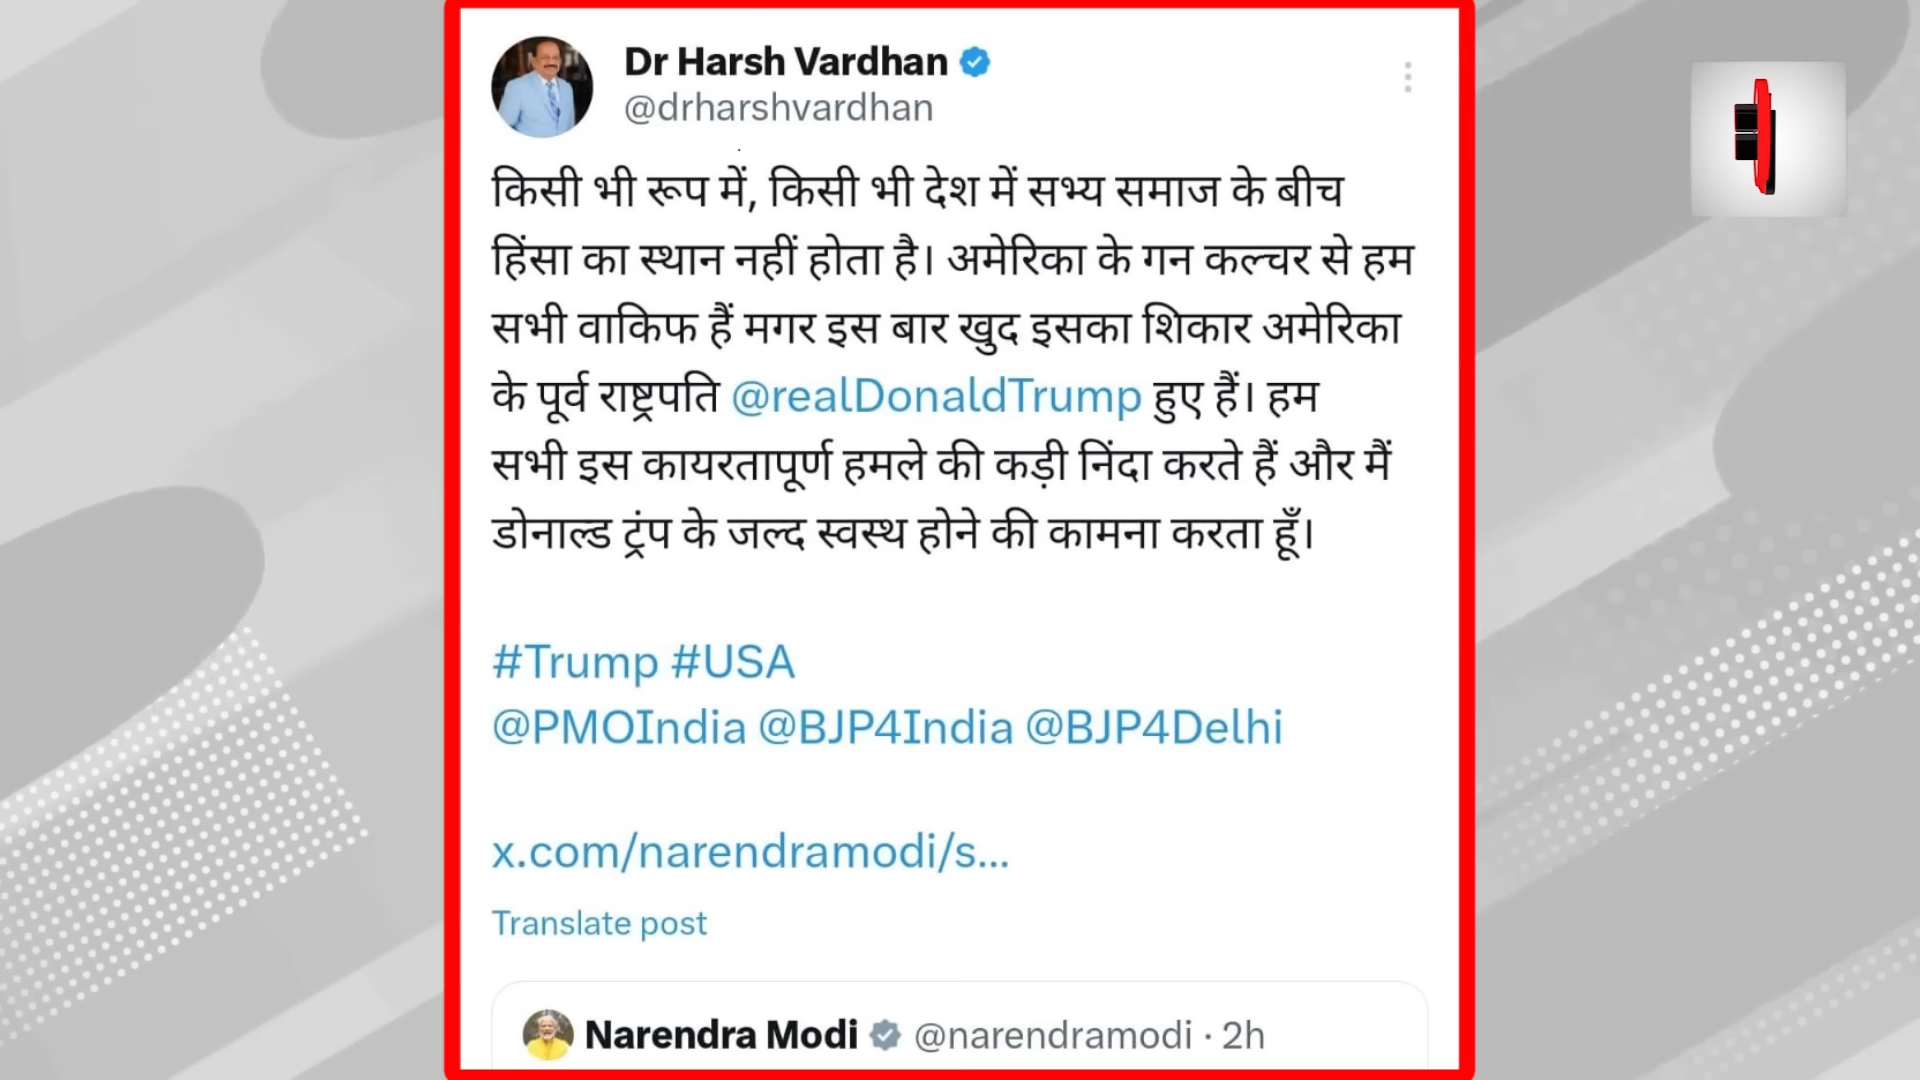 Dr Harsh Vardhan
@drharshvardhan
किसी भी रूप में, किसी भी देश में सभ्य समाज के बीच
हिंसा का स्थान नहीं होता है। अमेरिका के गन कल्चर से हम
सभी वाकिफ हैं मगर इस बार खुद इसका शिकार अमेरिका
के पूर्व राष्ट्रपति @realDonaldTrump हुए हैं। हम
सभी इस कायरतापूर्ण हमले की कड़ी निंदा करते हैं और मैं
डोनाल्ड ट्रंप के जल्द स्वस्थ होने की कामना करता हूँ।
#Trump #USA
@PMOIndia @BJP4India @BJP4Delhi
x.com/narendramodi/s...
Translate post
Narendra Modi @narendramodi · 2h